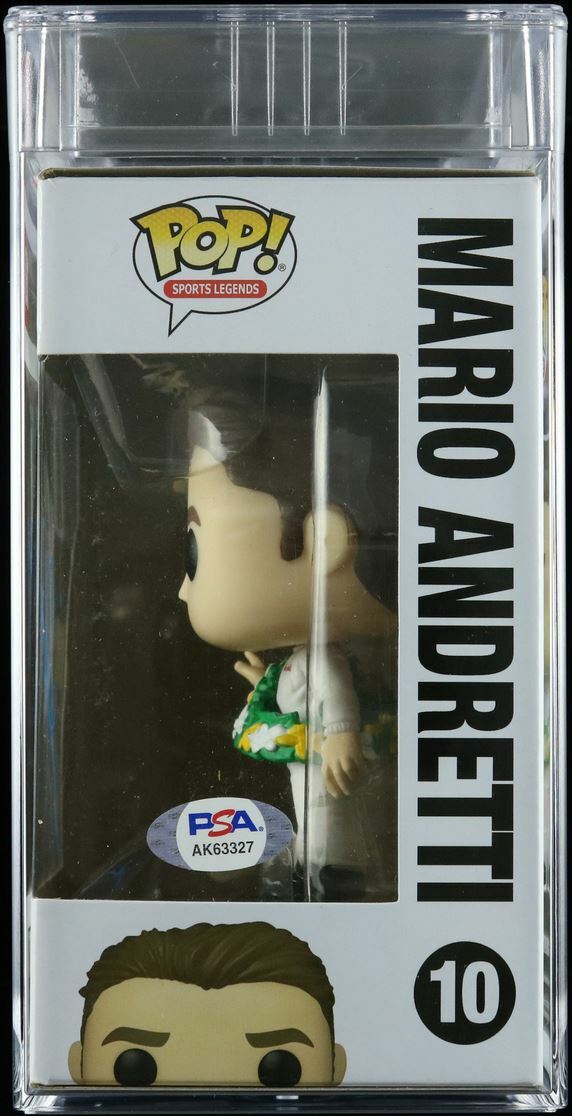 POP!®
SPORTS LEGENDS
MARIO ANDRETTI
PSA®
AK63327
10